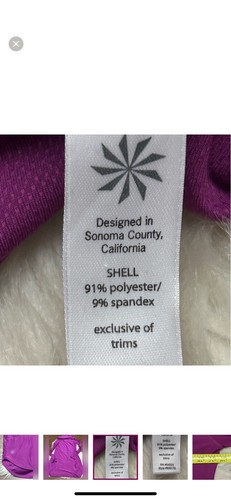 Designed in
Sonoma County,
California
SHELL
91% polyester/
9% spandex
exclusive of
trims